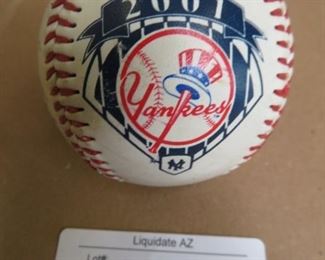 2001
Yankees
NY
Liquidate AZ
Lot#: